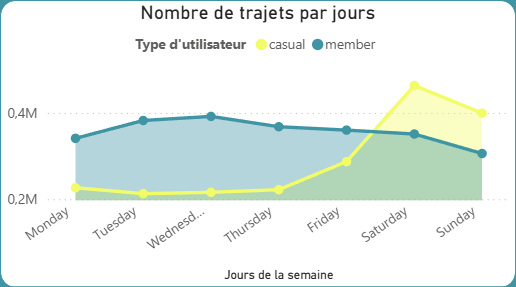 Nombre de trajets par jours
Type d'utilisateur casual member
0,4M
0,2M
Monday Tuesday Wednesd... Thursday Friday Saturday Sunday
Jours de la semaine